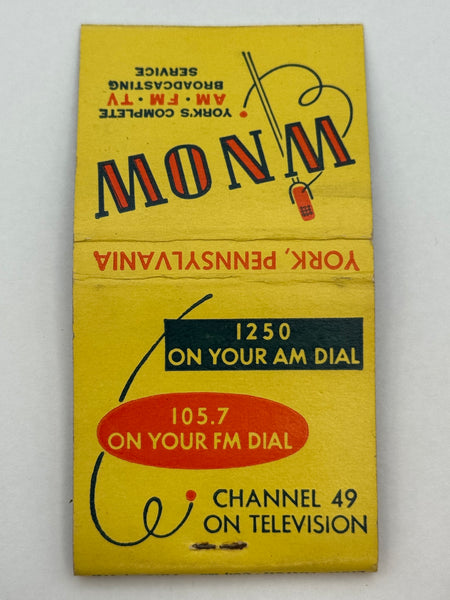 WNOW
YORK'S COMPLETE
AM • FM • TV
BROADCASTING
SERVICE
YORK, PENNSYLVANIA
1250
ON YOUR AM DIAL
105.7
ON YOUR FM DIAL
CHANNEL 49
ON TELEVISION